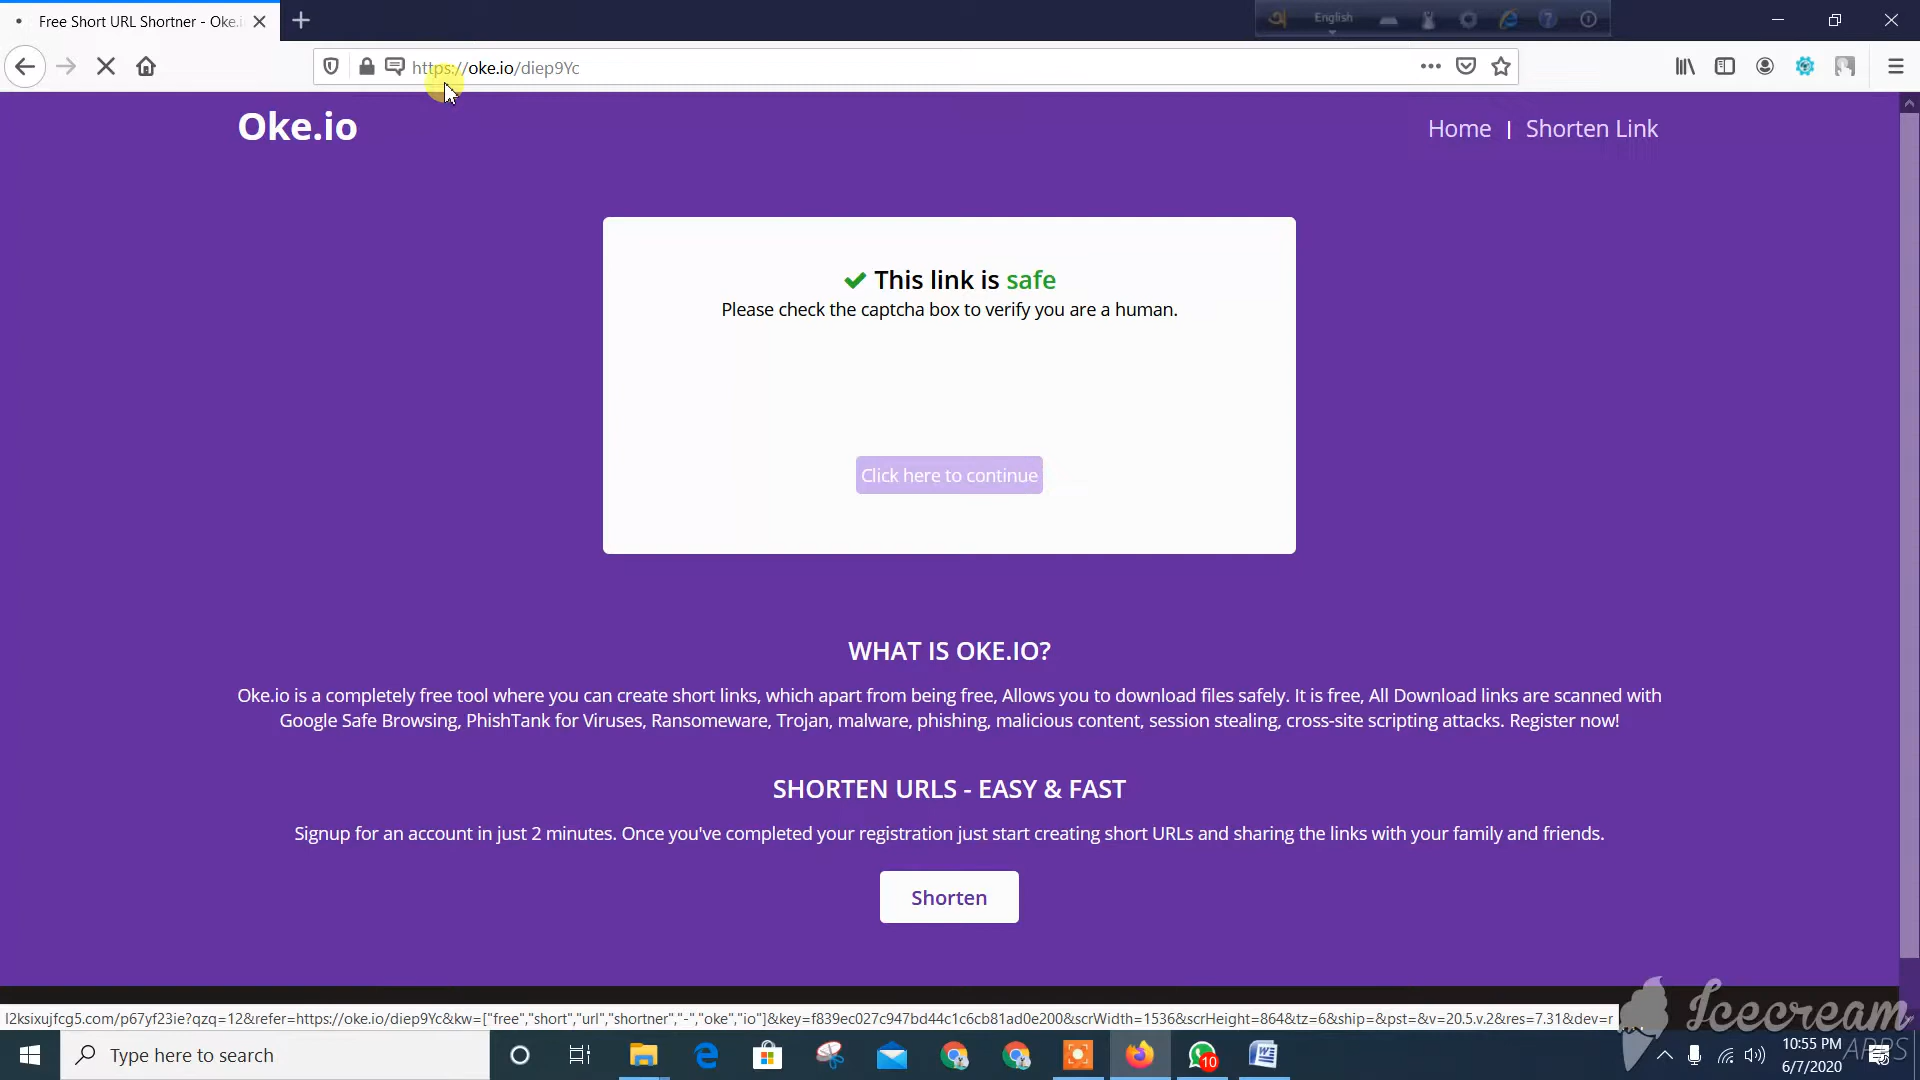 Free Short URL Shortner - Oke.i
English
https://oke.io/diep9Yc
Oke.io
Home | Shorten Link
This link is safe
Please check the captcha box to verify you are a human.
Click here to continue
WHAT IS OKE.IO?
Oke.io is a completely free tool where you can create short links, which apart from being free, Allows you to download files safely. It is free, All Download links are scanned with
Google Safe Browsing, PhishTank for Viruses, Ransomeware, Trojan, malware, phishing, malicious content, session stealing, cross-site scripting attacks. Register now!
SHORTEN URLS - EASY & FAST
Signup for an account in just 2 minutes. Once you've completed your registration just start creating short URLs and sharing the links with your family and friends.
Shorten
l2ksixujfcg5.com/p67yf23ie?qzq=12&refer=https://oke.io/diep9Yc&kw=["free","short","url","shortner","-","oke","io"]&key=f839ec027c947bd44c1c6cb81ad0e200&scrWidth=1536&scrHeight=864&tz=6&ship=&pst=&v=20.5.v.2&res=7.31&dev=r
Icecream
APPS
Type here to search
10
10:55 PM
6/7/2020